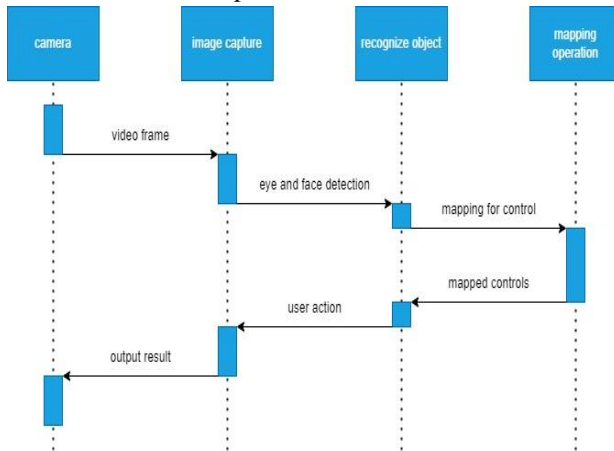 camera
image capture
recognize object
mapping
operation
video frame
eye and face detection
mapping for control
mapped controls
user action
output result